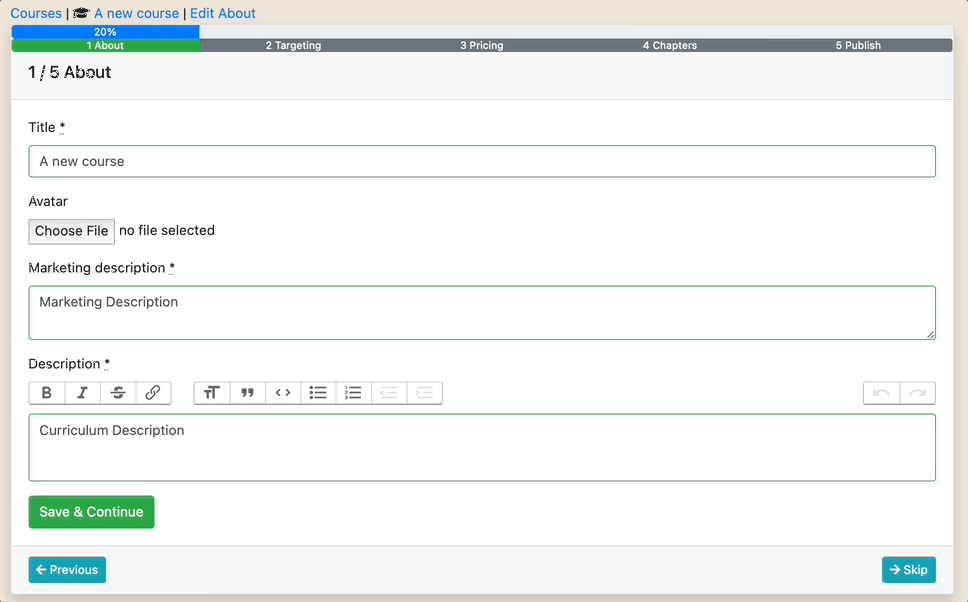 Courses | A new course | Edit About
20%
1 About 2 Targeting 3 Pricing 4 Chapters 5 Publish
1 / 5 About
Title *
A new course
Avatar
Choose File no file selected
Marketing description *
Marketing Description
Description *
Curriculum Description
Save & Continue
Previous Skip